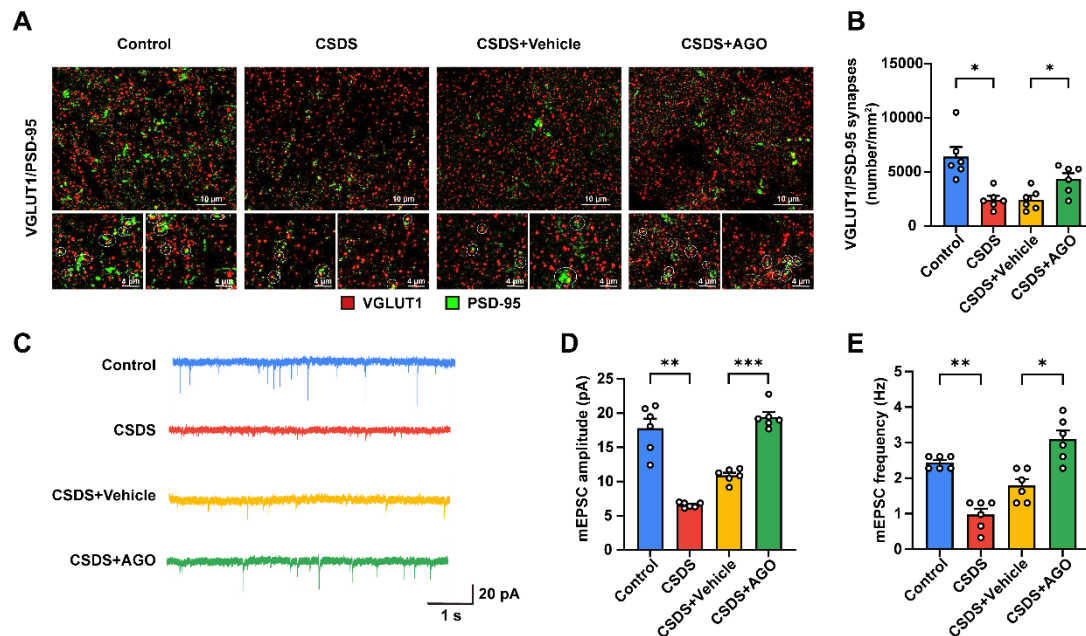 A
Control
CSDS
CSDS+Vehicle
CSDS+AGO
VGLUT1/PSD-95
10 μm
10 μm
10 μm
10 μm
4 μm
4 μm
4 μm
4 μm
4 μm
4 μm
4 μm
4 μm
VGLUT1
PSD-95
B
VGLUT1/PSD-95 synapses
(number/mm²)
15000
10000
5000
0
*
*
Control
CSDS
CSDS+Vehicle
CSDS+AGO
C
Control
CSDS
CSDS+Vehicle
CSDS+AGO
20 pA
1 s
D
mEPSC amplitude (pA)
25
20
15
10
5
0
**
***
Control
CSDS
CSDS+Vehicle
CSDS+AGO
E
mEPSC frequency (Hz)
5
4
3
2
1
0
**
*
Control
CSDS
CSDS+Vehicle
CSDS+AGO